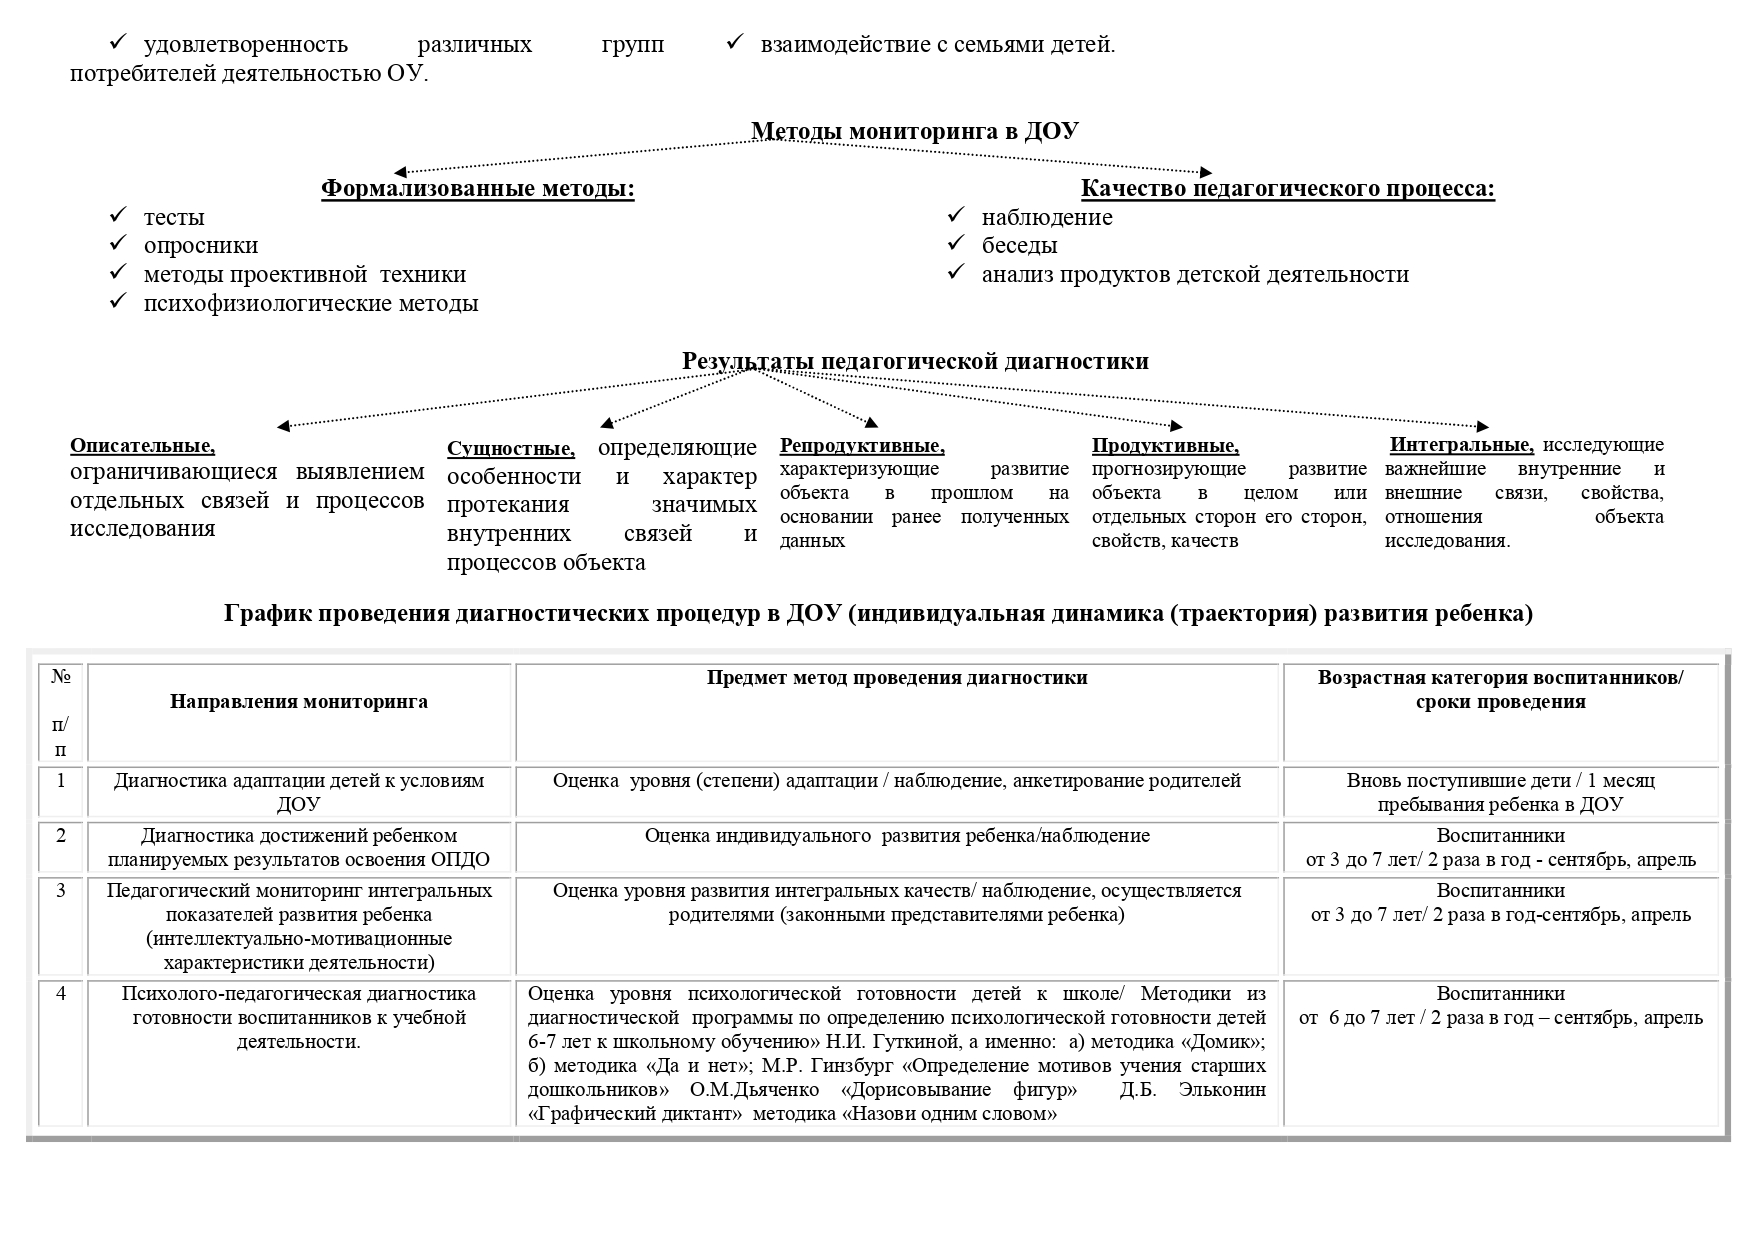 ✓ удовлетворенность различных групп
потребителей деятельностью ОУ.
✓ взаимодействие с семьями детей.
Методы мониторинга в ДОУ
Формализованные методы:
✓ тесты
✓ опросники
✓ методы проективной техники
✓ психофизиологические методы
Качество педагогического процесса:
✓ наблюдение
✓ беседы
✓ анализ продуктов детской деятельности
Результаты педагогической диагностики
Описательные,
ограничивающиеся выявлением
отдельных связей и процессов
исследования
Сущностные, определяющие
особенности и характер
протекания значимых
внутренних связей и
процессов объекта
Репродуктивные,
характеризующие развитие
объекта в прошлом на
основании ранее полученных
данных
Продуктивные,
прогнозирующие развитие
объекта в целом или
отдельных сторон его сторон,
свойств, качеств
Интегральные, исследующие
важнейшие внутренние и
внешние связи, свойства,
отношения объекта
исследования.
График проведения диагностических процедур в ДОУ (индивидуальная динамика (траектория) развития ребенка)
№
п/
п
Направления мониторинга
Предмет метод проведения диагностики
Возрастная категория воспитанников/
сроки проведения
1
Диагностика адаптации детей к условиям
ДОУ
Оценка уровня (степени) адаптации / наблюдение, анкетирование родителей
Вновь поступившие дети / 1 месяц
пребывания ребенка в ДОУ
2
Диагностика достижений ребенком
планируемых результатов освоения ОПДО
Оценка индивидуального развития ребенка/наблюдение
Воспитанники
от 3 до 7 лет/ 2 раза в год - сентябрь, апрель
3
Педагогический мониторинг интегральных
показателей развития ребенка
(интеллектуально-мотивационные
характеристики деятельности)
Оценка уровня развития интегральных качеств/ наблюдение, осуществляется
родителями (законными представителями ребенка)
Воспитанники
от 3 до 7 лет/ 2 раза в год-сентябрь, апрель
4
Психолого-педагогическая диагностика
готовности воспитанников к учебной
деятельности.
Оценка уровня психологической готовности детей к школе/ Методики из
диагностической программы по определению психологической готовности детей
6-7 лет к школьному обучению» Н.И. Гуткиной, а именно: а) методика «Домик»;
б) методика «Да и нет»; М.Р. Гинзбург «Определение мотивов учения старших
дошкольников» О.М.Дьяченко «Дорисовывание фигур» Д.Б. Эльконин
«Графический диктант» методика «Назови одним словом»
Воспитанники
от 6 до 7 лет / 2 раза в год – сентябрь, апрель